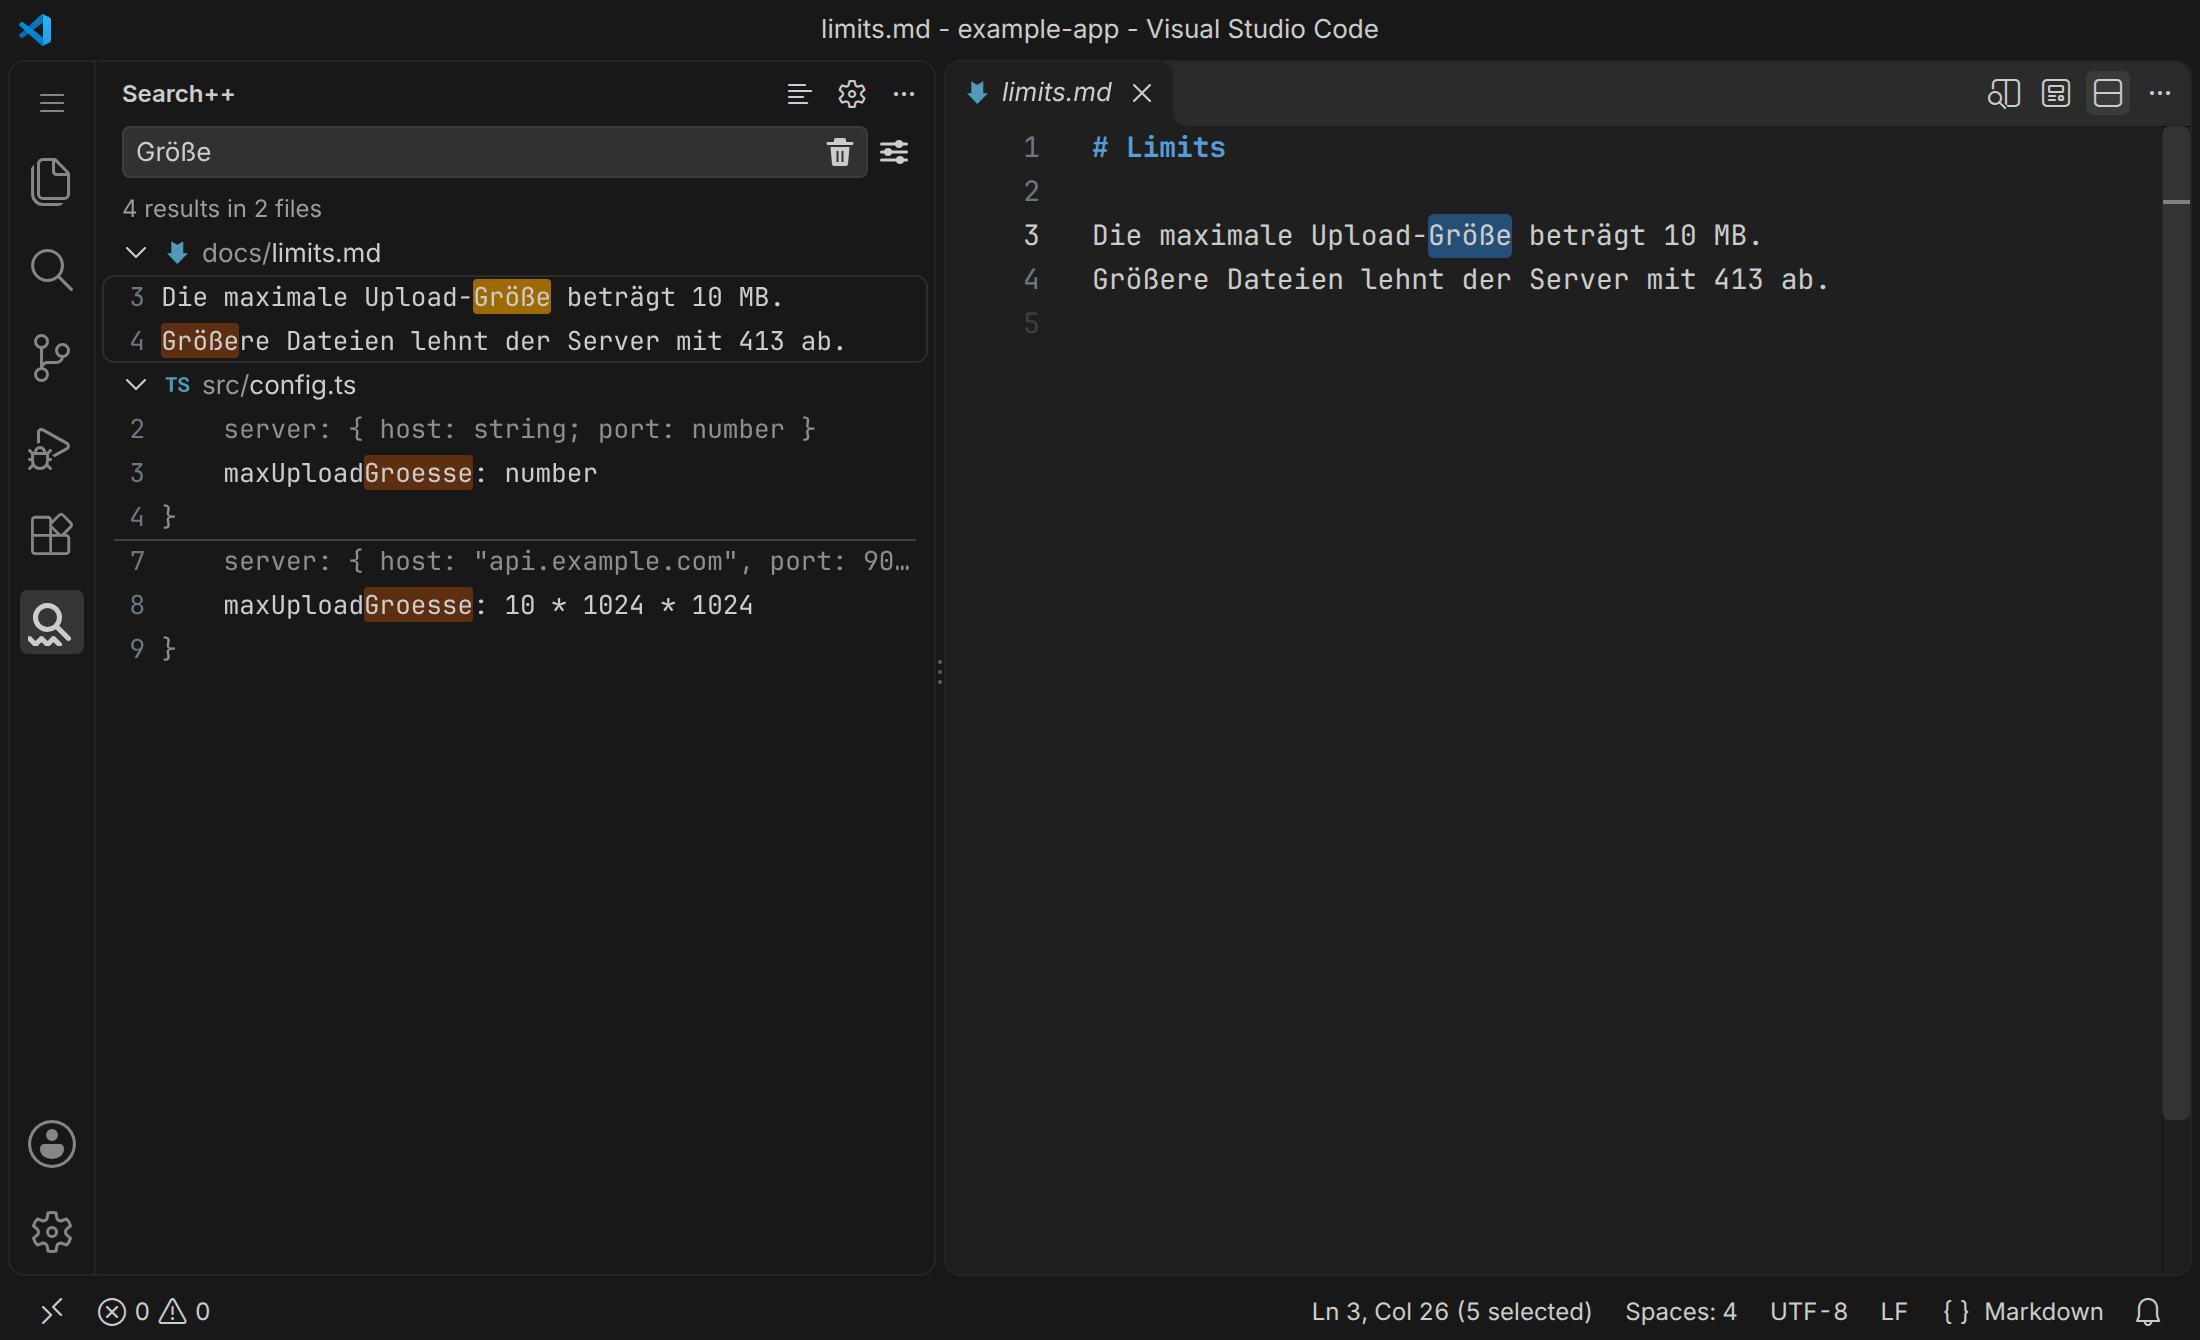 limits.md - example-app - Visual Studio Code
Search++
Größe
4 results in 2 files
docs/limits.md
3 Die maximale Upload-Größe beträgt 10 MB.
4 Größere Dateien lehnt der Server mit 413 ab.
TS src/config.ts
2 server: { host: string; port: number }
3 maxUploadGroesse: number
4 }
7 server: { host: "api.example.com", port: 90…
8 maxUploadGroesse: 10 * 1024 * 1024
9 }
limits.md
1 # Limits
2
3 Die maximale Upload-Größe beträgt 10 MB.
4 Größere Dateien lehnt der Server mit 413 ab.
5
0 0
Ln 3, Col 26 (5 selected) Spaces: 4 UTF-8 LF { } Markdown